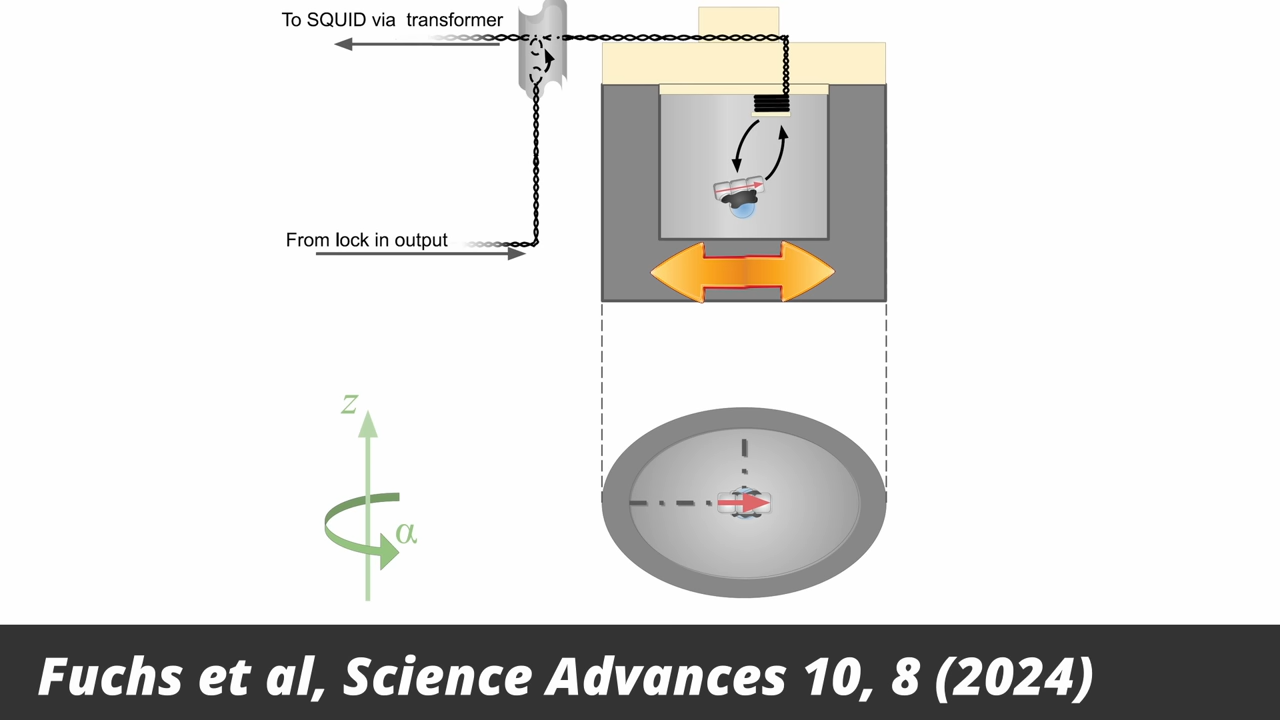 To SQUID via transformer
From lock in output
z
α
Fuchs et al, Science Advances 10, 8 (2024)